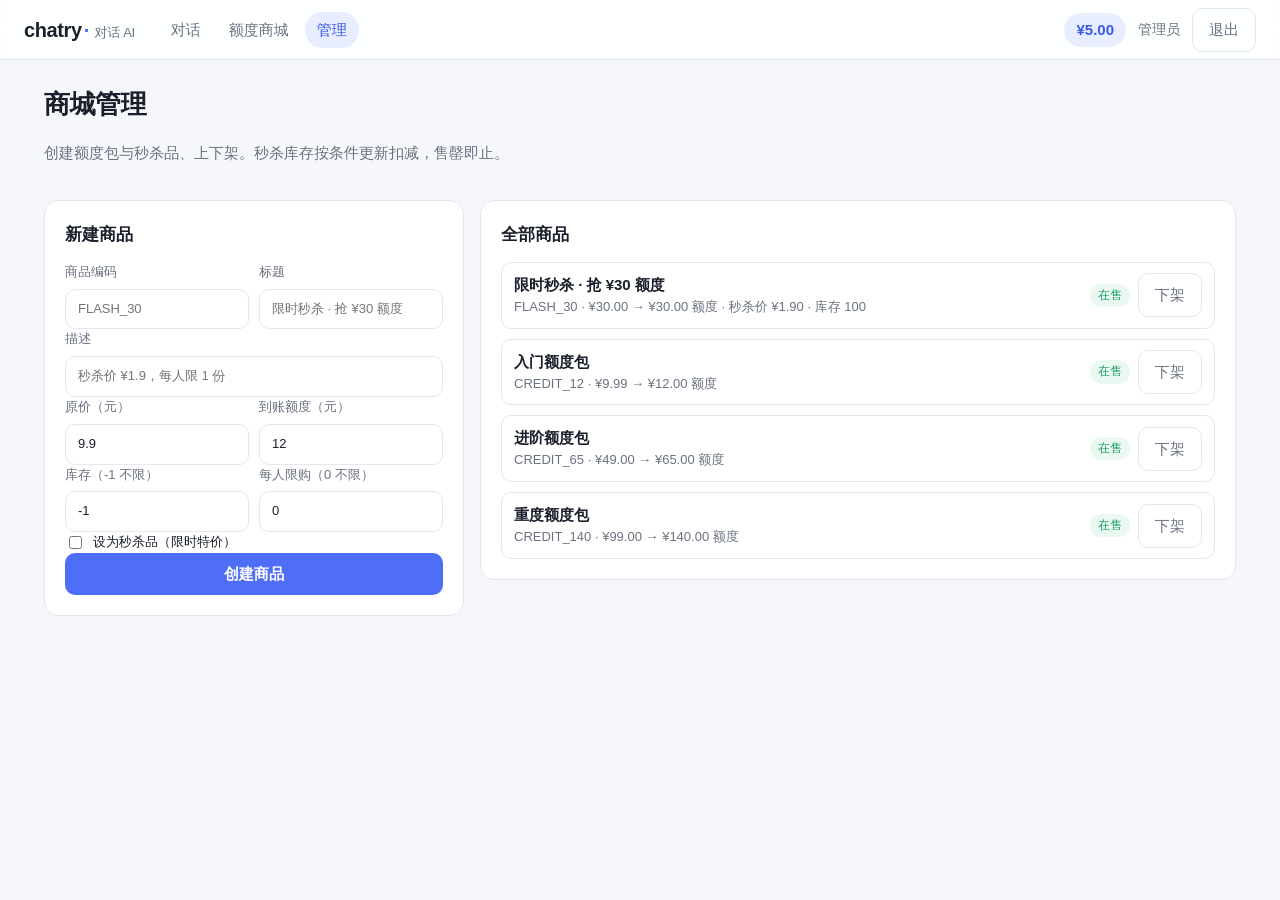 chatry· 对话 AI 对话 额度商城 管理 ¥5.00 管理员 退出
商城管理
创建额度包与秒杀品、上下架。秒杀库存按条件更新扣减，售罄即止。
新建商品
商品编码 标题
FLASH_30 限时秒杀 · 抢 ¥30 额度
描述
秒杀价 ¥1.9，每人限 1 份
原价（元） 到账额度（元）
9.9 12
库存（-1 不限） 每人限购（0 不限）
-1 0
设为秒杀品（限时特价）
创建商品
全部商品
限时秒杀 · 抢 ¥30 额度
FLASH_30 · ¥30.00 → ¥30.00 额度 · 秒杀价 ¥1.90 · 库存 100
在售 下架
入门额度包
CREDIT_12 · ¥9.99 → ¥12.00 额度
在售 下架
进阶额度包
CREDIT_65 · ¥49.00 → ¥65.00 额度
在售 下架
重度额度包
CREDIT_140 · ¥99.00 → ¥140.00 额度
在售 下架